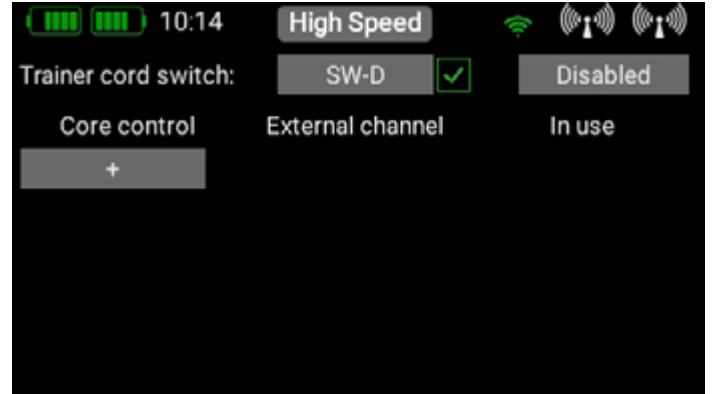 10:14 High Speed
Trainer cord switch: SW-D Disabled
Core control External channel In use
+